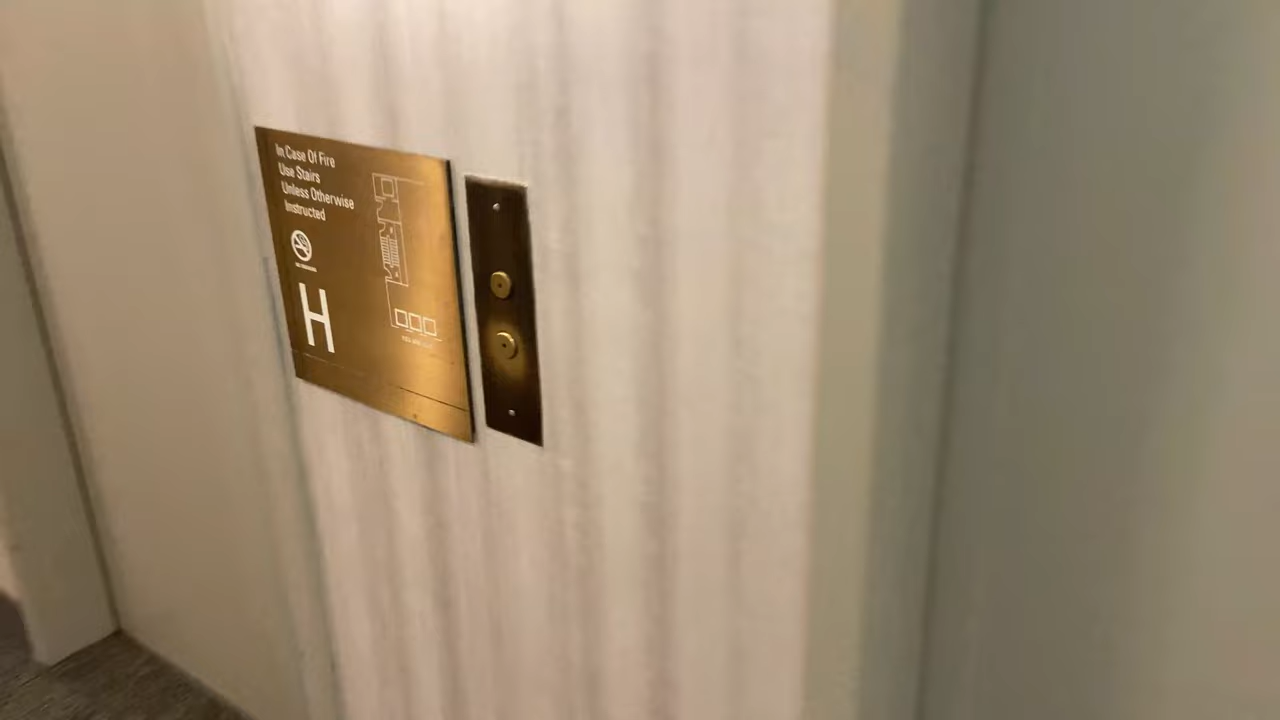 In Case Of Fire
Use Stairs
Unless Otherwise
Instructed
H